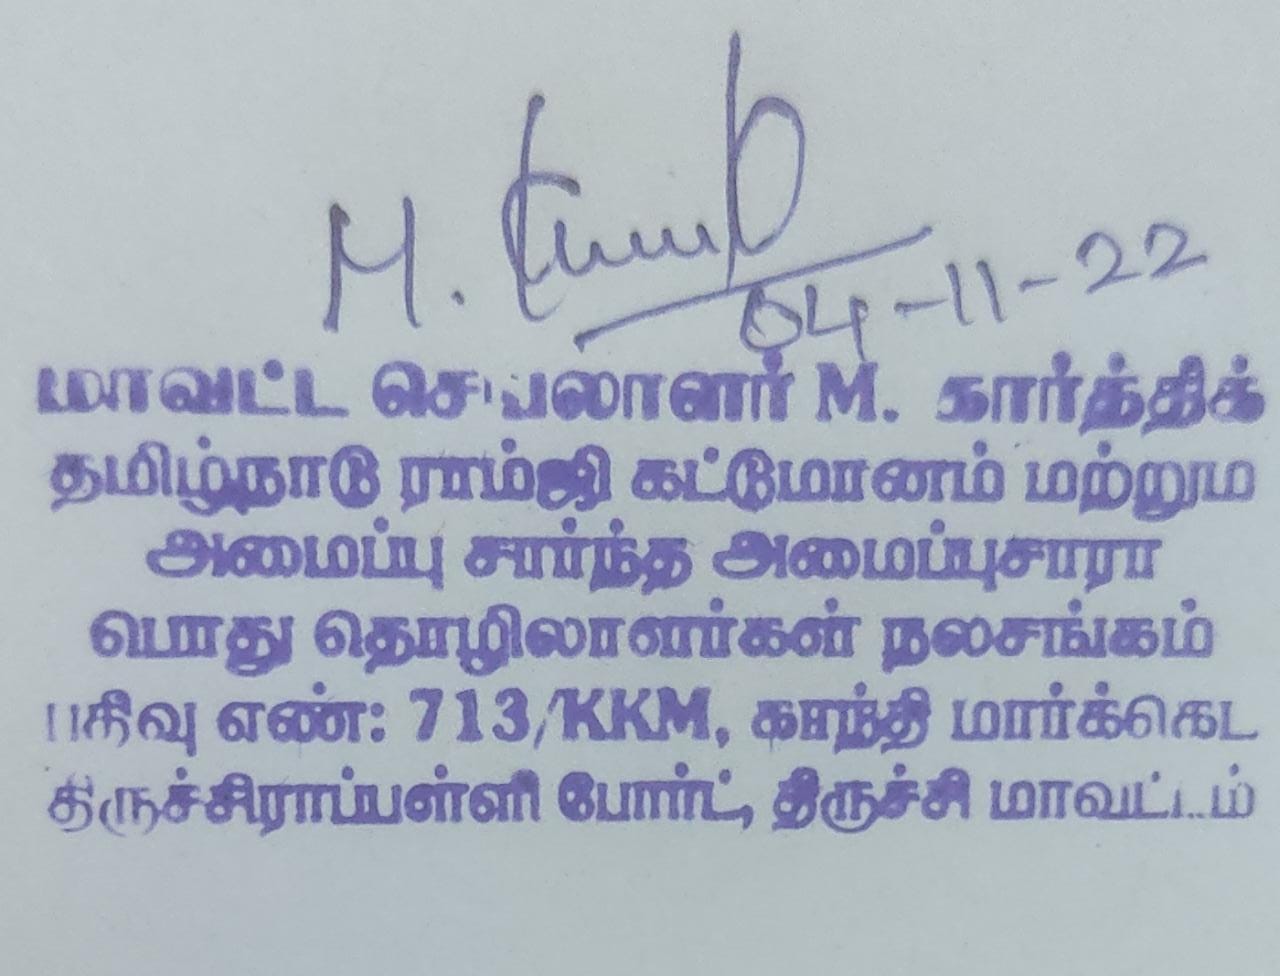 M.
04-11-22
மாவட்ட செயலாளர் M. கார்த்திக்
தமிழ்நாடு ராம்ஜி கட்டுமானம் மற்றும
அமைப்பு சார்ந்த அமைப்புசாரா
பொது தொழிலாளர்கள் நலசங்கம்
பதிவு எண்: 713/KKM, காந்தி மார்க்கெட
திருச்சிராப்பள்ளி போர்ட், திருச்சி மாவட்டம்